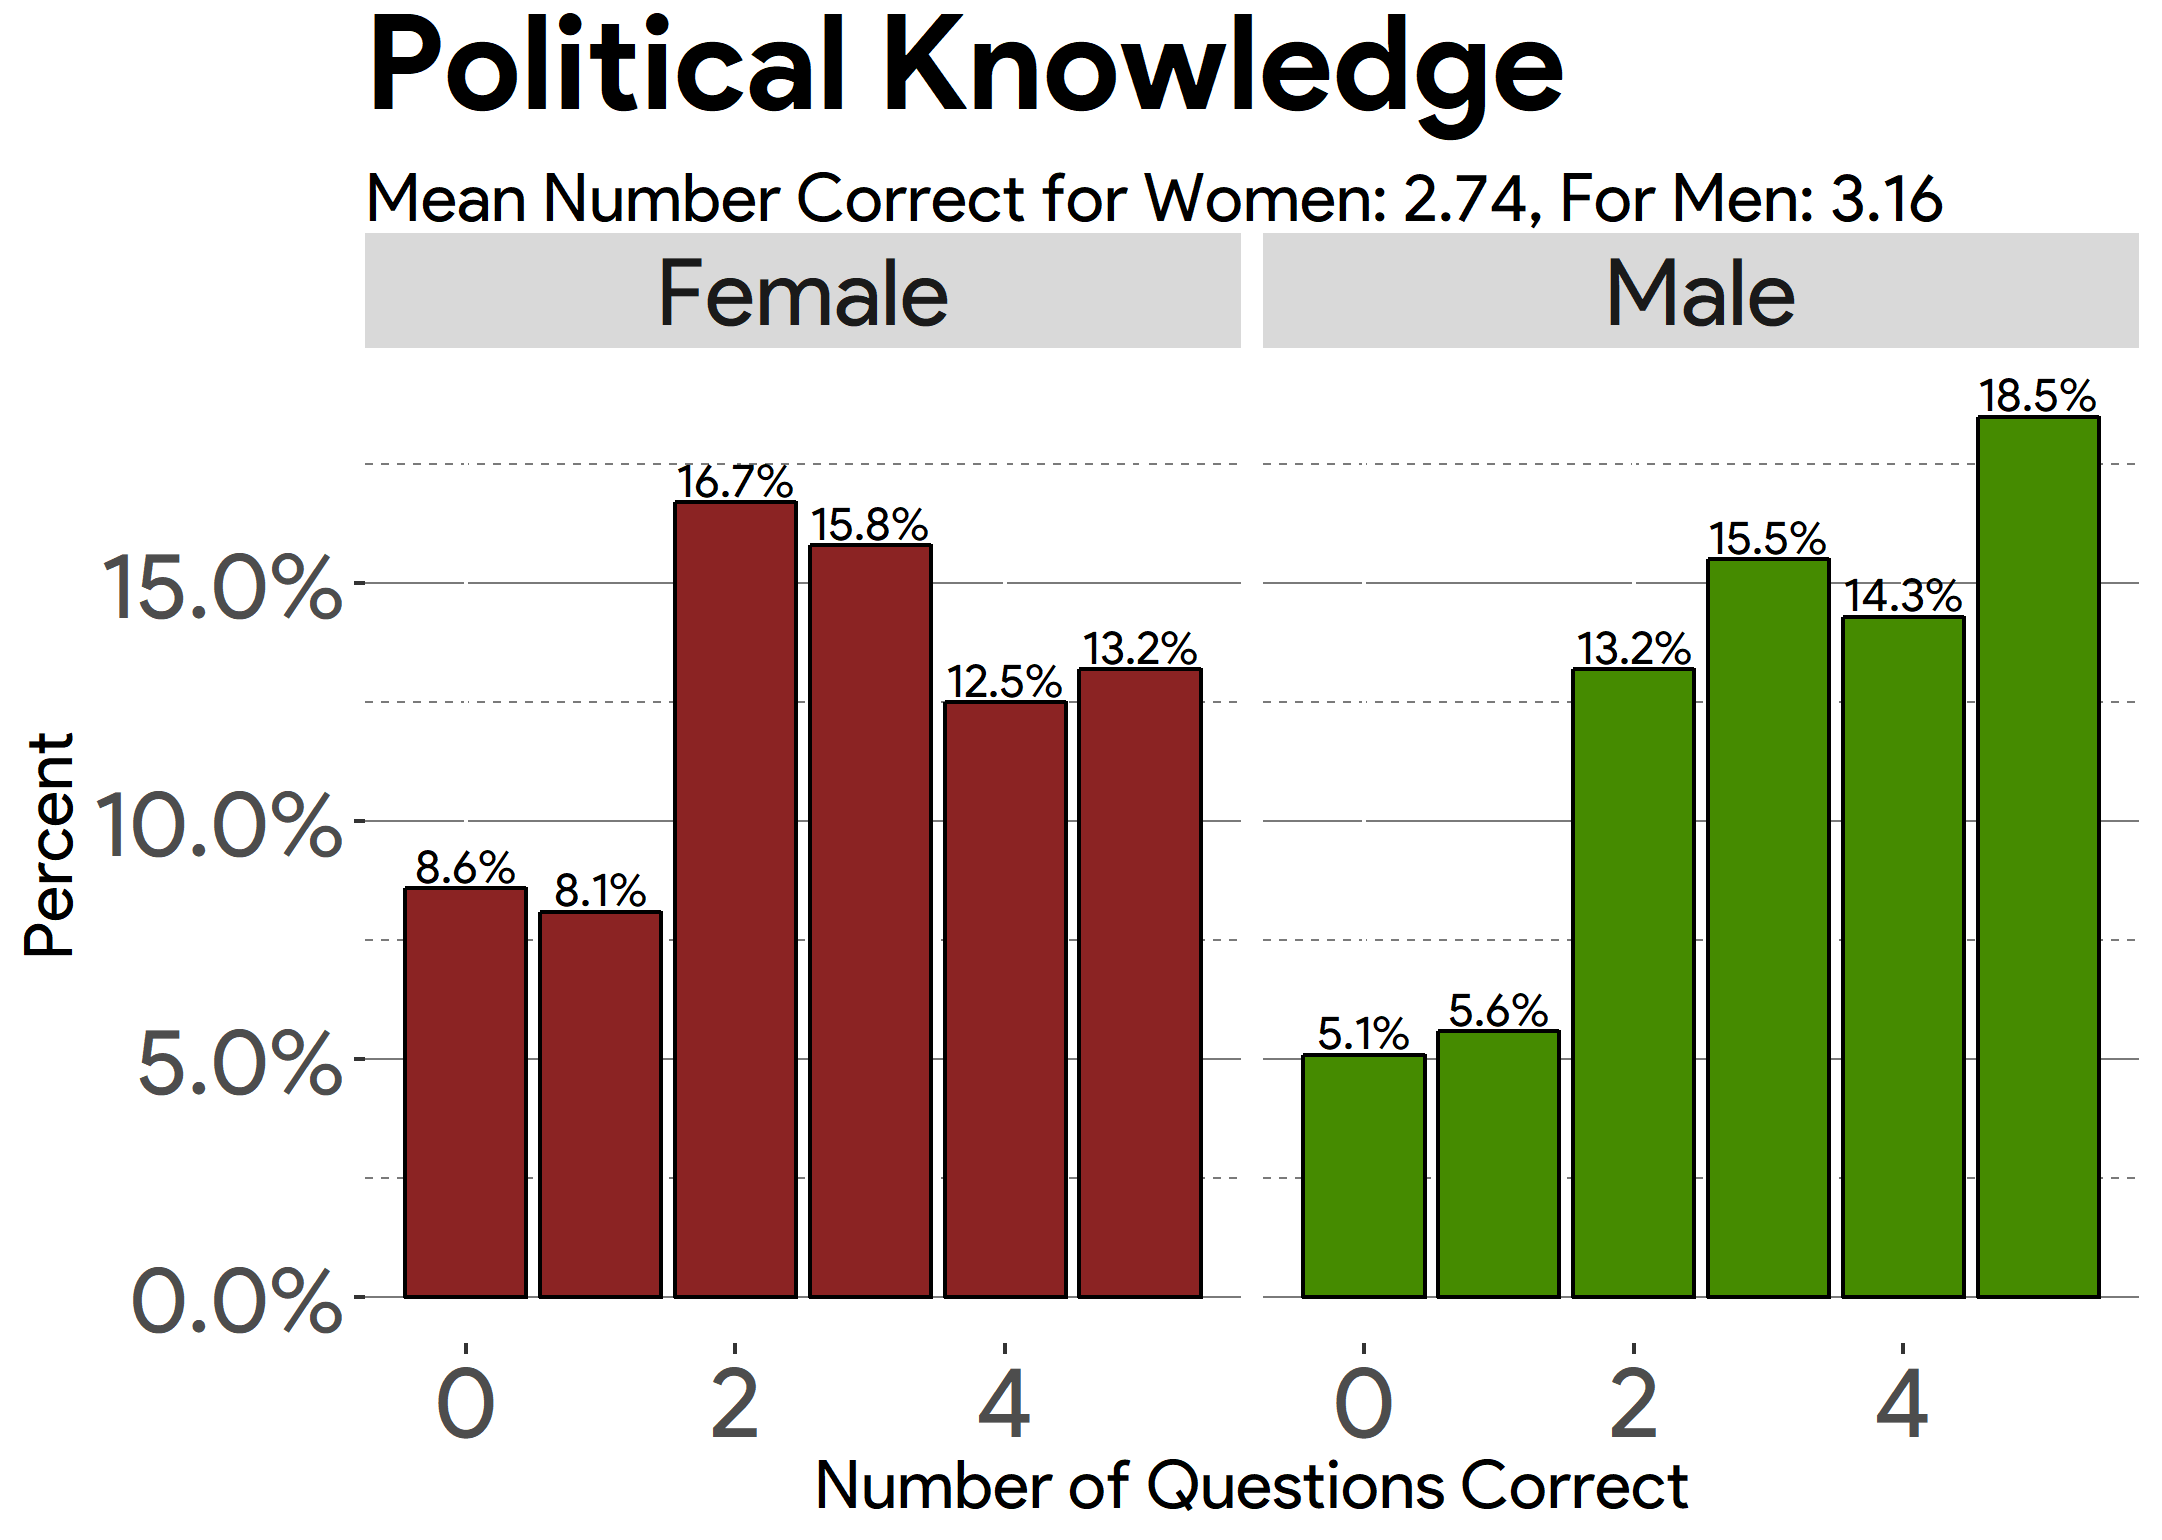 Political Knowledge
Mean Number Correct for Women: 2.74, For Men: 3.16
Female
Male
Percent
15.0%
10.0%
5.0%
0.0%
8.6%
8.1%
16.7%
15.8%
12.5%
13.2%
5.1%
5.6%
13.2%
15.5%
14.3%
18.5%
0 2 4
0 2 4
Number of Questions Correct